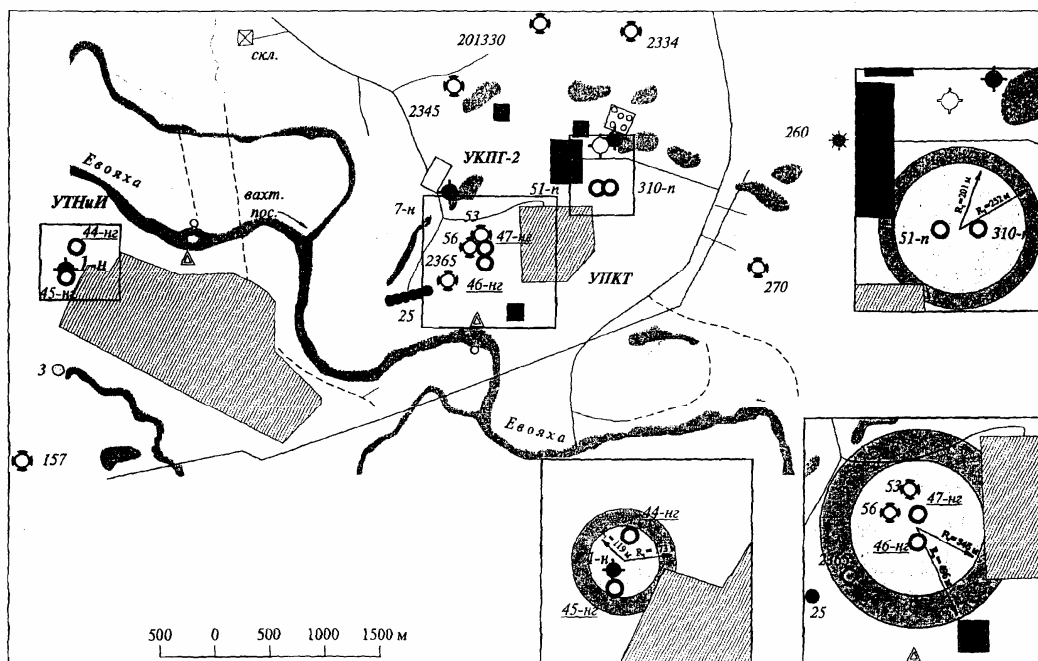 201330
2334
скл.
2345
260
УКПГ-2
51-п
310-п
Евояха
УТНиИ
вахт.
пос.
7-н
53
44-нг
56
47-нг
1-н
2365
46-нг
45-нг
УПКТ
25
270
3
Евояха
157
51-п
310-п
44-нг
1-н
45-нг
53
47-нг
56
46-нг
25
500 0 500 1000 1500 м